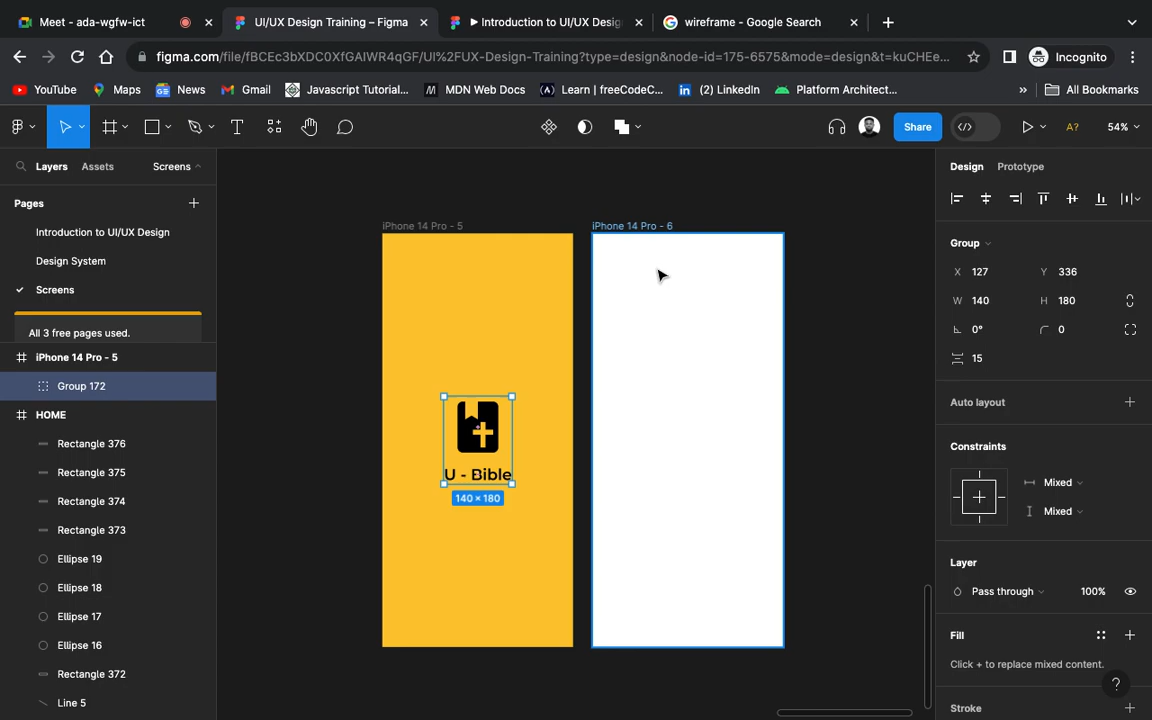 Meet - ada-wgfw-ict
UI/UX Design Training – Figma
Introduction to UI/UX Desig
wireframe - Google Search
figma.com/file/fBCEc3bXDC0XfGAIWR4qGF/UI%2FUX-Design-Training?type=design&node-id=175-6575&mode=design&t=kuCHEe...
Incognito
YouTube
Maps
News
Gmail
Javascript Tutorial...
MDN Web Docs
Learn | freeCodeC...
(2) LinkedIn
Platform Architect...
»
All Bookmarks
Share
A?
54%
Layers
Assets
Screens
Design
Prototype
Pages
Introduction to UI/UX Design
Design System
Screens
All 3 free pages used.
iPhone 14 Pro - 5
Group 172
HOME
Rectangle 376
Rectangle 375
Rectangle 374
Rectangle 373
Ellipse 19
Ellipse 18
Ellipse 17
Ellipse 16
Rectangle 372
Line 5
iPhone 14 Pro - 5
iPhone 14 Pro - 6
U - Bible
140 × 180
Group
X 127
Y 336
W 140
H 180
0°
0
15
Auto layout
Constraints
Mixed
Mixed
Layer
Pass through
100%
Fill
Click + to replace mixed content.
Stroke
?